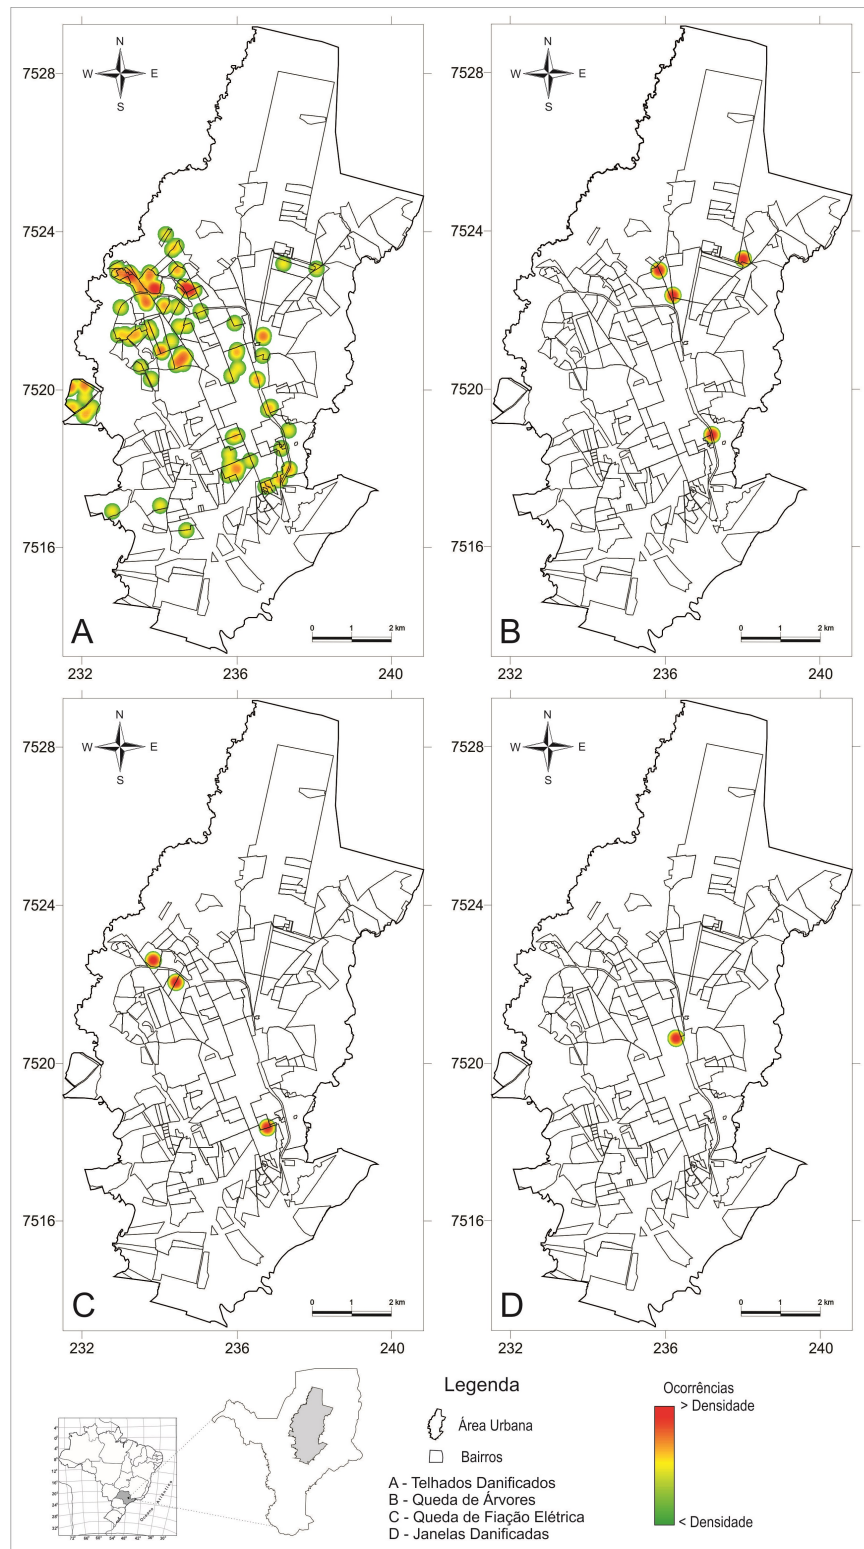 N
W E
S
7528
7524
7520
7516
A
0 1 2 km
232 236 240
N
W E
S
7528
7524
7520
7516
B
0 1 2 km
232 236 240
N
W E
S
7528
7524
7520
7516
C
0 1 2 km
232 236 240
N
W E
S
7528
7524
7520
7516
D
0 1 2 km
232 236 240
Legenda
Área Urbana
Bairros
A - Telhados Danificados
B - Queda de Árvores
C - Queda de Fiação Elétrica
D - Janelas Danificadas
Ocorrências
> Densidade
< Densidade